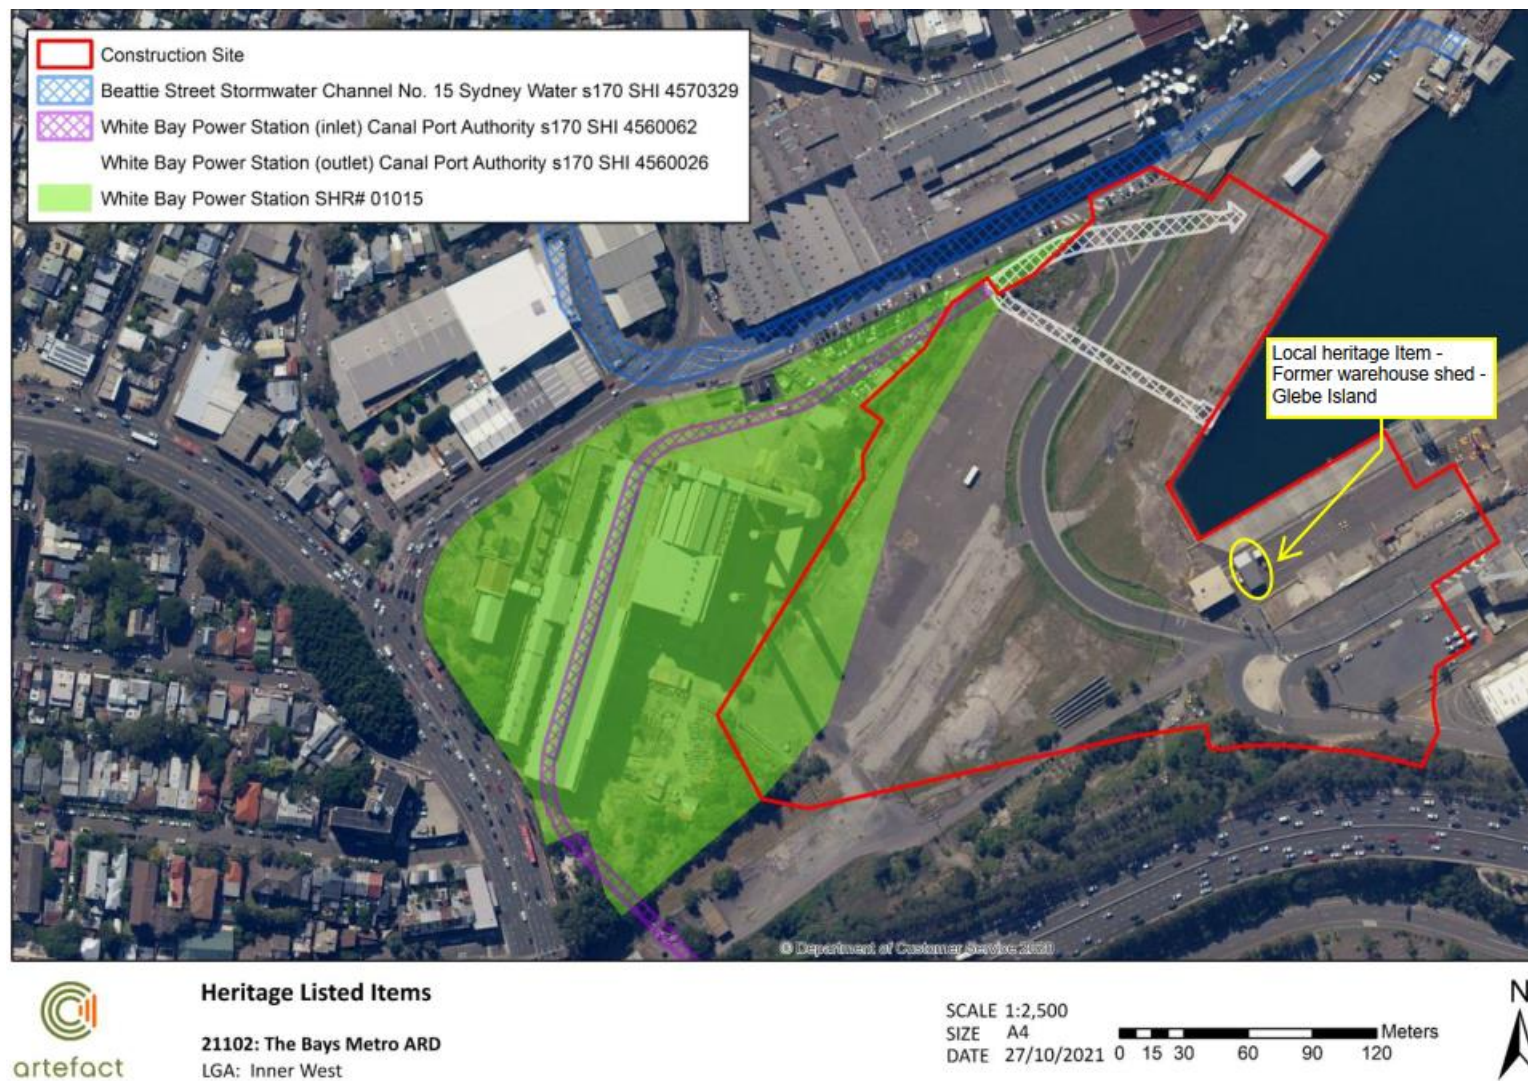 Construction Site
Beattie Street Stormwater Channel No. 15 Sydney Water s170 SHI 4570329
White Bay Power Station (inlet) Canal Port Authority s170 SHI 4560062
White Bay Power Station (outlet) Canal Port Authority s170 SHI 4560026
White Bay Power Station SHR# 01015
Local heritage Item -
Former warehouse shed -
Glebe Island
© Department of Customer Service 2020
artefact
Heritage Listed Items
21102: The Bays Metro ARD
LGA: Inner West
SCALE 1:2,500
SIZE A4
DATE 27/10/2021
0 15 30 60 90 120 Meters
N